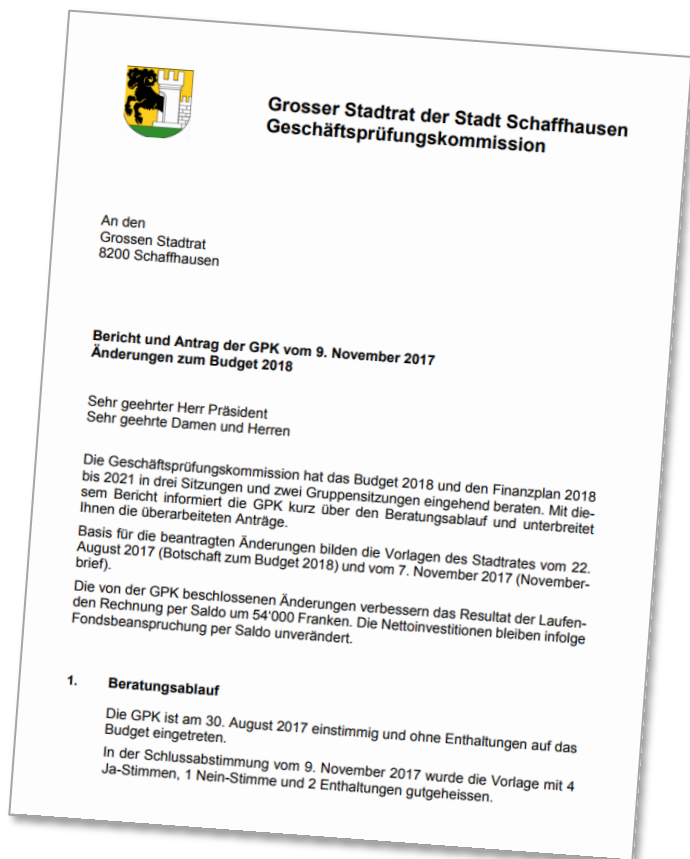 Grosser Stadtrat der Stadt Schaffhausen
Geschäftsprüfungskommission
An den
Grossen Stadtrat
8200 Schaffhausen
Bericht und Antrag der GPK vom 9. November 2017
Änderungen zum Budget 2018
Sehr geehrter Herr Präsident
Sehr geehrte Damen und Herren
Die Geschäftsprüfungskommission hat das Budget 2018 und den Finanzplan 2018
bis 2021 in drei Sitzungen und zwei Gruppensitzungen eingehend beraten. Mit die-
sem Bericht informiert die GPK kurz über den Beratungsablauf und unterbreitet
Ihnen die überarbeiteten Anträge.
Basis für die beantragten Änderungen bilden die Vorlagen des Stadtrates vom 22.
August 2017 (Botschaft zum Budget 2018) und vom 7. November 2017 (November-
brief).
Die von der GPK beschlossenen Änderungen verbessern das Resultat der Laufen-
den Rechnung per Saldo um 54'000 Franken. Die Nettoinvestitionen bleiben infolge
Fondsbeanspruchung per Saldo unverändert.
1. Beratungsablauf
Die GPK ist am 30. August 2017 einstimmig und ohne Enthaltungen auf das
Budget eingetreten.
In der Schlussabstimmung vom 9. November 2017 wurde die Vorlage mit 4
Ja-Stimmen, 1 Nein-Stimme und 2 Enthaltungen gutgeheissen.